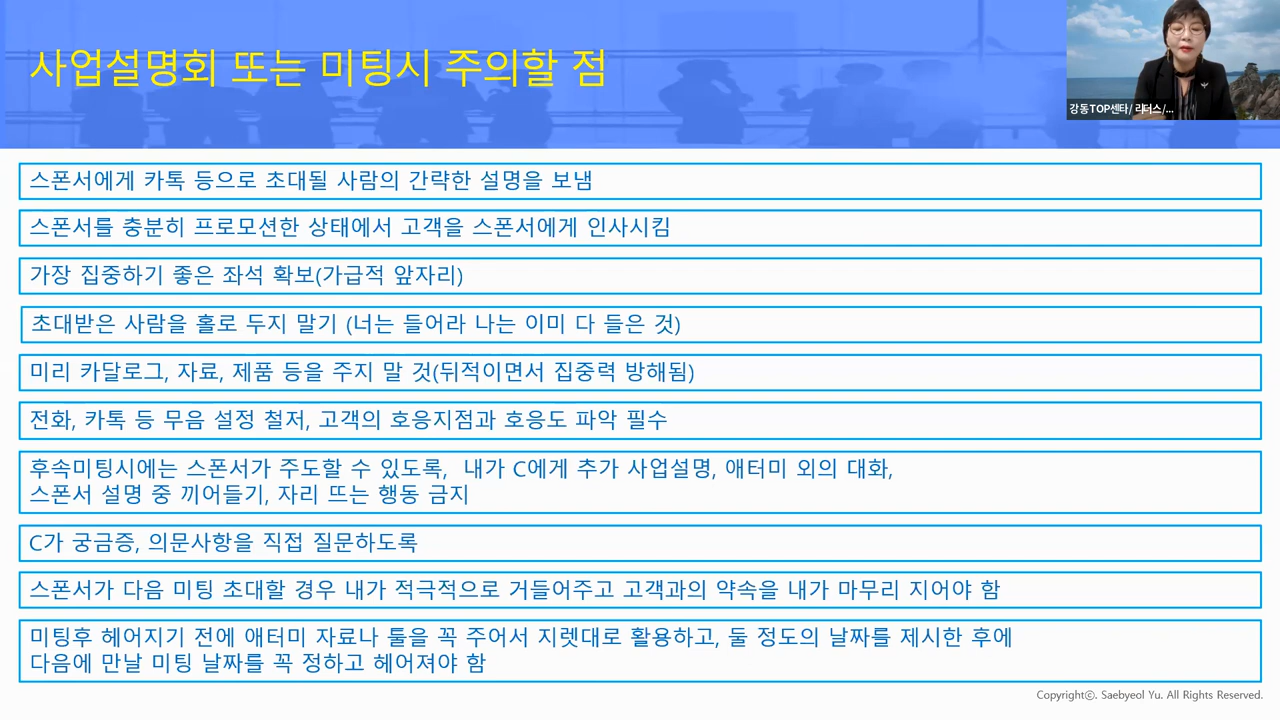 사업설명회 또는 미팅시 주의할 점
강동TOP센타/ 리더스/...
스폰서에게 카톡 등으로 초대될 사람의 간략한 설명을 보냄
스폰서를 충분히 프로모션한 상태에서 고객을 스폰서에게 인사시킴
가장 집중하기 좋은 좌석 확보(가급적 앞자리)
초대받은 사람을 홀로 두지 말기 (너는 들어라 나는 이미 다 들은 것)
미리 카달로그, 자료, 제품 등을 주지 말 것(뒤적이면서 집중력 방해됨)
전화, 카톡 등 무음 설정 철저, 고객의 호응지점과 호응도 파악 필수
후속미팅시에는 스폰서가 주도할 수 있도록, 내가 C에게 추가 사업설명, 애터미 외의 대화,
스폰서 설명 중 끼어들기, 자리 뜨는 행동 금지
C가 궁금증, 의문사항을 직접 질문하도록
스폰서가 다음 미팅 초대할 경우 내가 적극적으로 거들어주고 고객과의 약속을 내가 마무리 지어야 함
미팅후 헤어지기 전에 애터미 자료나 툴을 꼭 주어서 지렛대로 활용하고, 둘 정도의 날짜를 제시한 후에
다음에 만날 미팅 날짜를 꼭 정하고 헤어져야 함
Copyrightⓒ. Saebyeol Yu. All Rights Reserved.